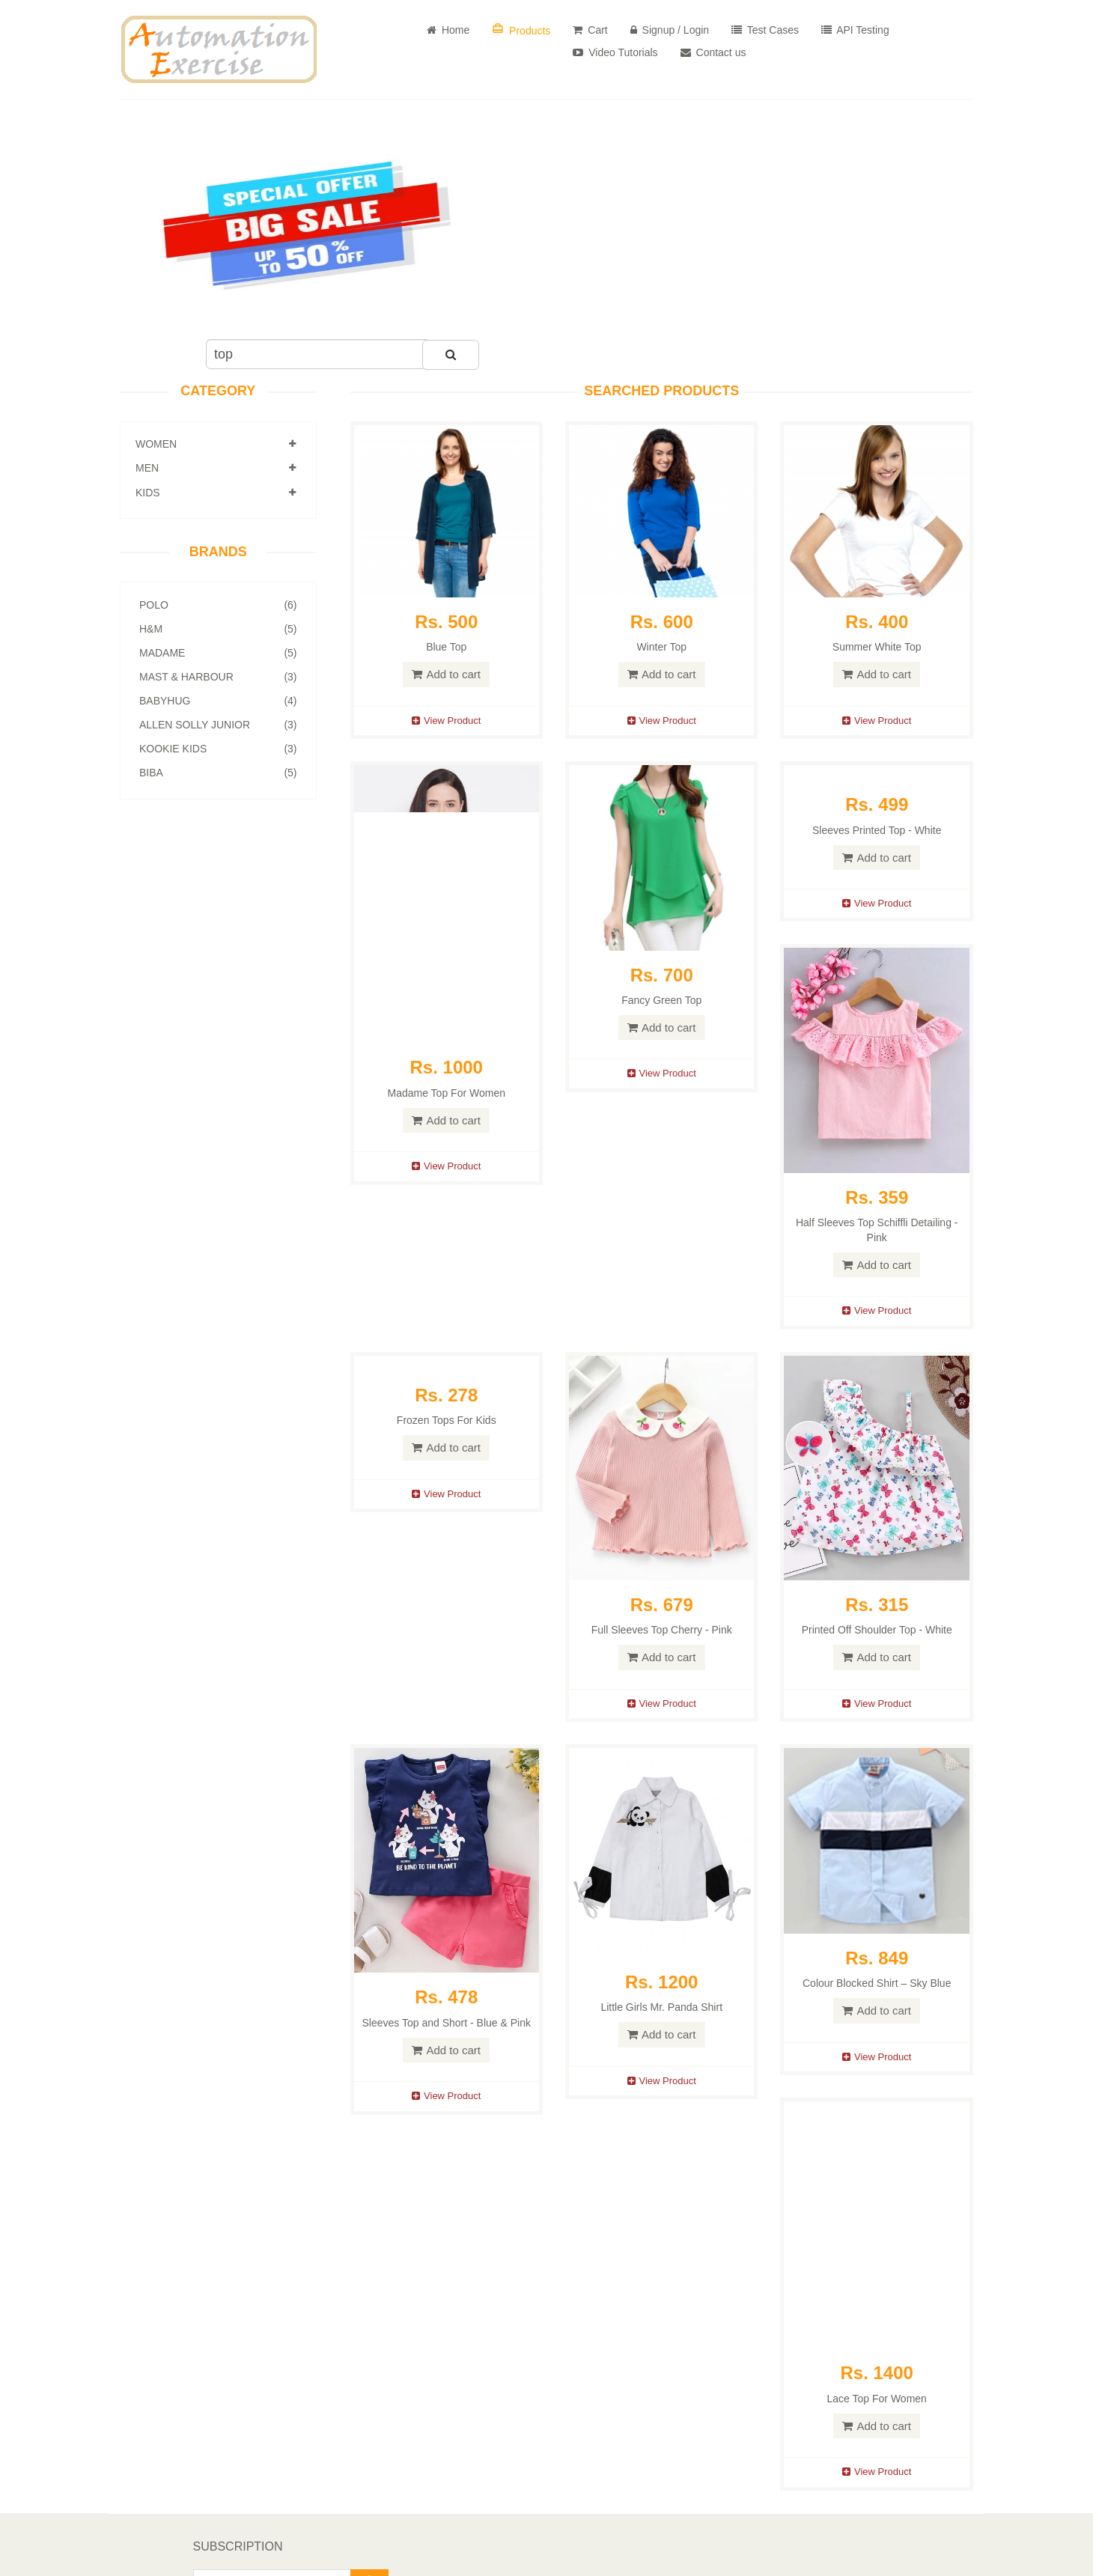 Automation
Exercise
Home
Products
Cart
Signup / Login
Test Cases
API Testing
Video Tutorials
Contact us
SPECIAL OFFER
BIG SALE
UP TO 50% OFF
top
CATEGORY
WOMEN
MEN
KIDS
BRANDS
POLO (6)
H&M (5)
MADAME (5)
MAST & HARBOUR (3)
BABYHUG (4)
ALLEN SOLLY JUNIOR (3)
KOOKIE KIDS (3)
BIBA (5)
SEARCHED PRODUCTS
Rs. 500
Blue Top
Add to cart
View Product
Rs. 600
Winter Top
Add to cart
View Product
Rs. 400
Summer White Top
Add to cart
View Product
Rs. 1000
Madame Top For Women
Add to cart
View Product
Rs. 700
Fancy Green Top
Add to cart
View Product
Rs. 499
Sleeves Printed Top - White
Add to cart
View Product
Rs. 359
Half Sleeves Top Schiffli Detailing -
Pink
Add to cart
View Product
Rs. 278
Frozen Tops For Kids
Add to cart
View Product
Rs. 679
Full Sleeves Top Cherry - Pink
Add to cart
View Product
Rs. 315
Printed Off Shoulder Top - White
Add to cart
View Product
BE KIND TO THE PLANET
Rs. 478
Sleeves Top and Short - Blue & Pink
Add to cart
View Product
Rs. 1200
Little Girls Mr. Panda Shirt
Add to cart
View Product
Rs. 849
Colour Blocked Shirt – Sky Blue
Add to cart
View Product
Rs. 1400
Lace Top For Women
Add to cart
View Product
SUBSCRIPTION